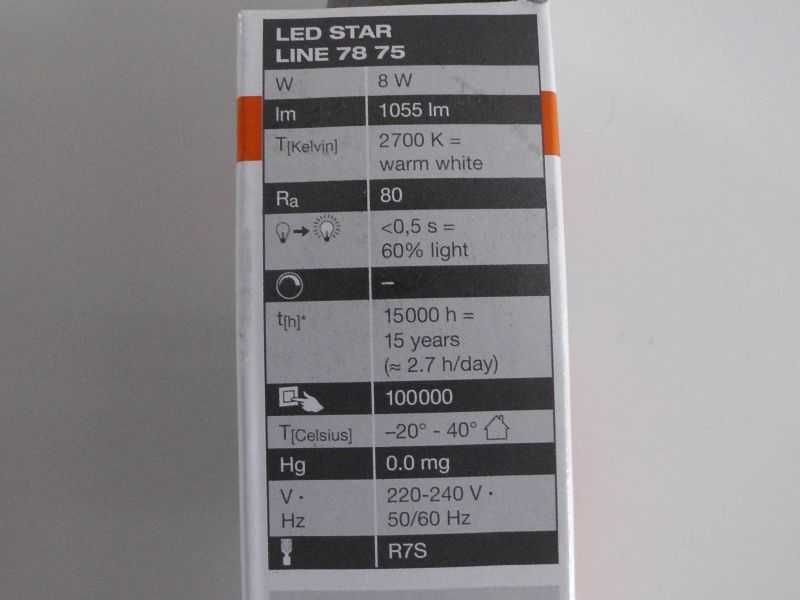 LED STAR
LINE 78 75
W 8 W
lm 1055 lm
T[Kelvin] 2700 K =
warm white
Ra 80
<0,5 s =
60% light
–
t[h]* 15000 h =
15 years
(≈ 2.7 h/day)
100000
T[Celsius] –20° - 40°
Hg 0.0 mg
V · 220-240 V ·
Hz 50/60 Hz
R7S